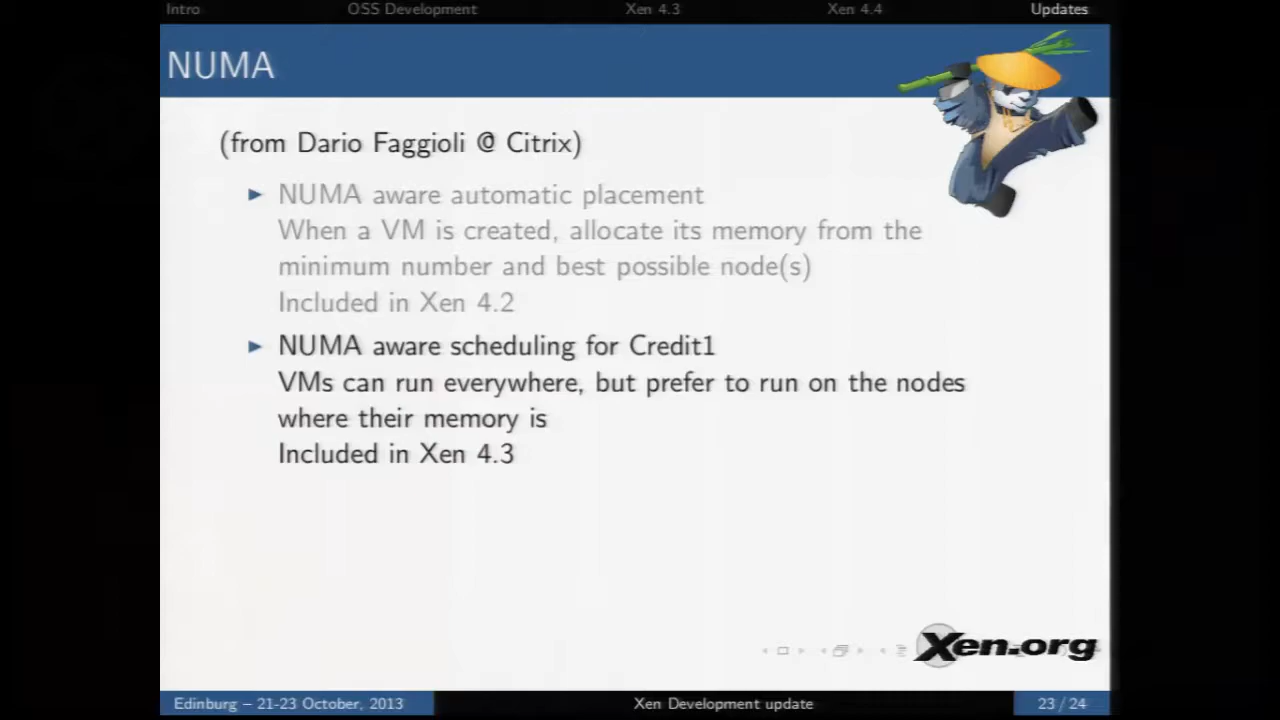 Intro OSS Development Xen 4.3 Xen 4.4 Updates
NUMA
(from Dario Faggioli @ Citrix)
NUMA aware automatic placement
When a VM is created, allocate its memory from the
minimum number and best possible node(s)
Included in Xen 4.2
NUMA aware scheduling for Credit1
VMs can run everywhere, but prefer to run on the nodes
where their memory is
Included in Xen 4.3
Xen.org
Edinburg – 21-23 October, 2013 Xen Development update 23 / 24